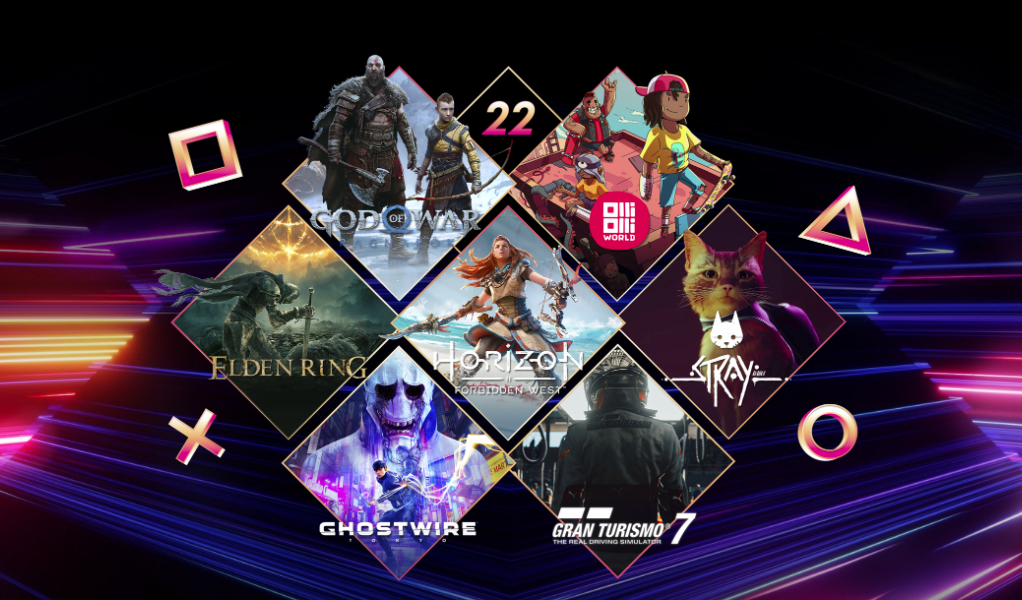 22
GOD OF WAR
OlliOlli
WORLD
ELDEN RING
HORIZON
FORBIDDEN WEST
STRAY
GHOSTWIRE
TOKYO
GRAN TURISMO 7
THE REAL DRIVING SIMULATOR